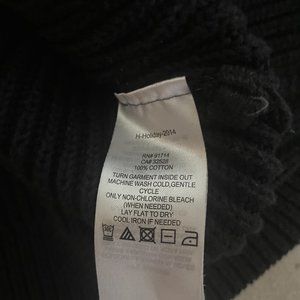 H-Holiday-2014
RN# 91714
CA# 32528
100% COTTON
TURN GARMENT INSIDE OUT
MACHINE WASH COLD,GENTLE
CYCLE
ONLY NON-CHLORINE BLEACH
(WHEN NEEDED)
LAY FLAT TO DRY
COOL IRON IF NEEDED